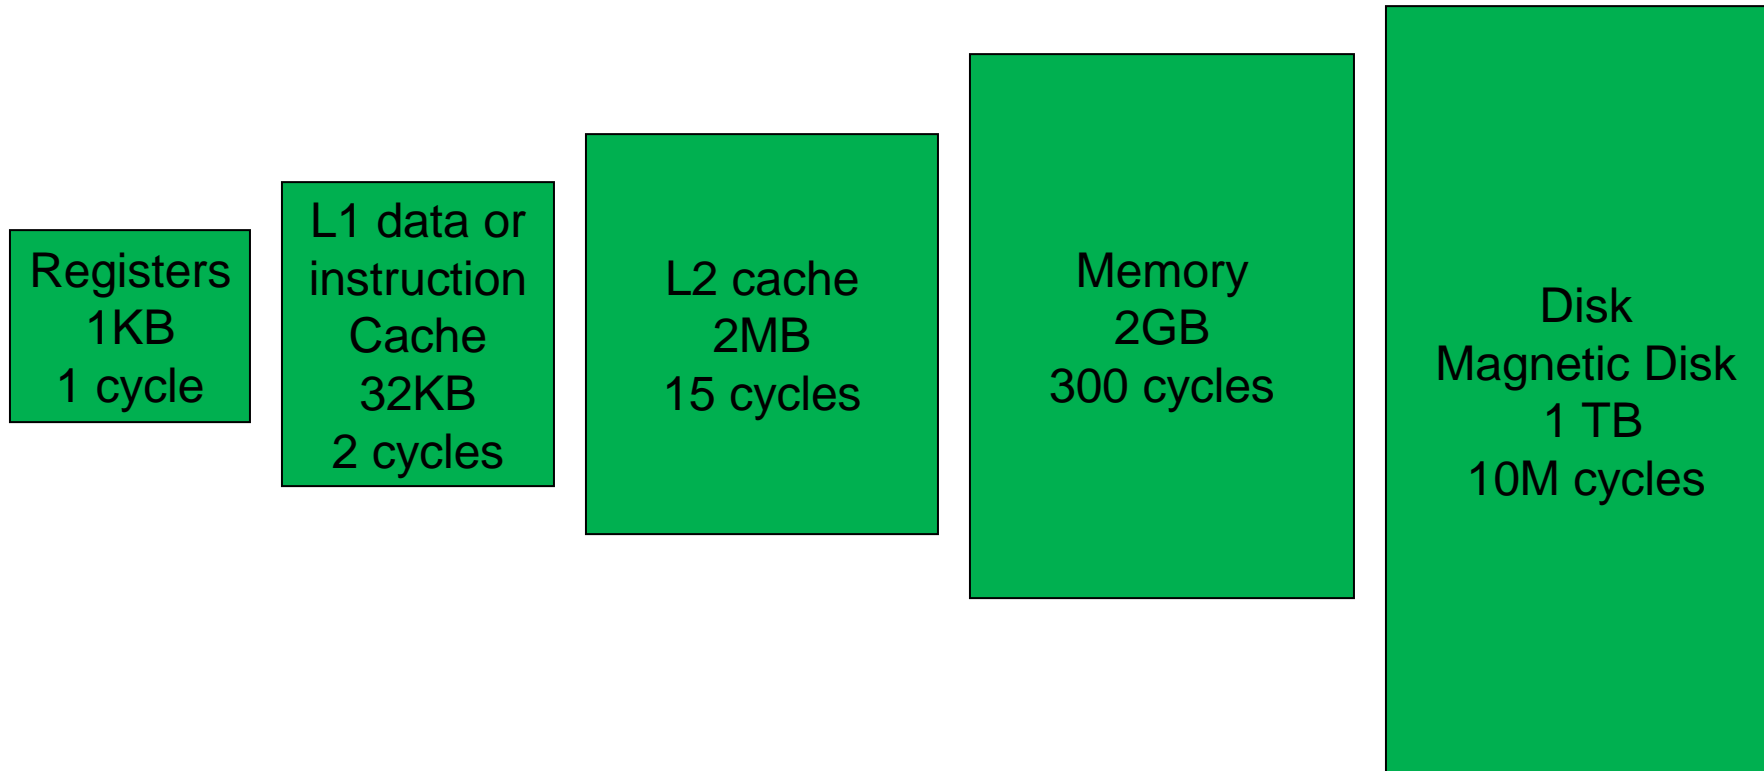 Registers
1KB
1 cycle
L1 data or
instruction
Cache
32KB
2 cycles
L2 cache
2MB
15 cycles
Memory
2GB
300 cycles
Disk
Magnetic Disk
1 TB
10M cycles